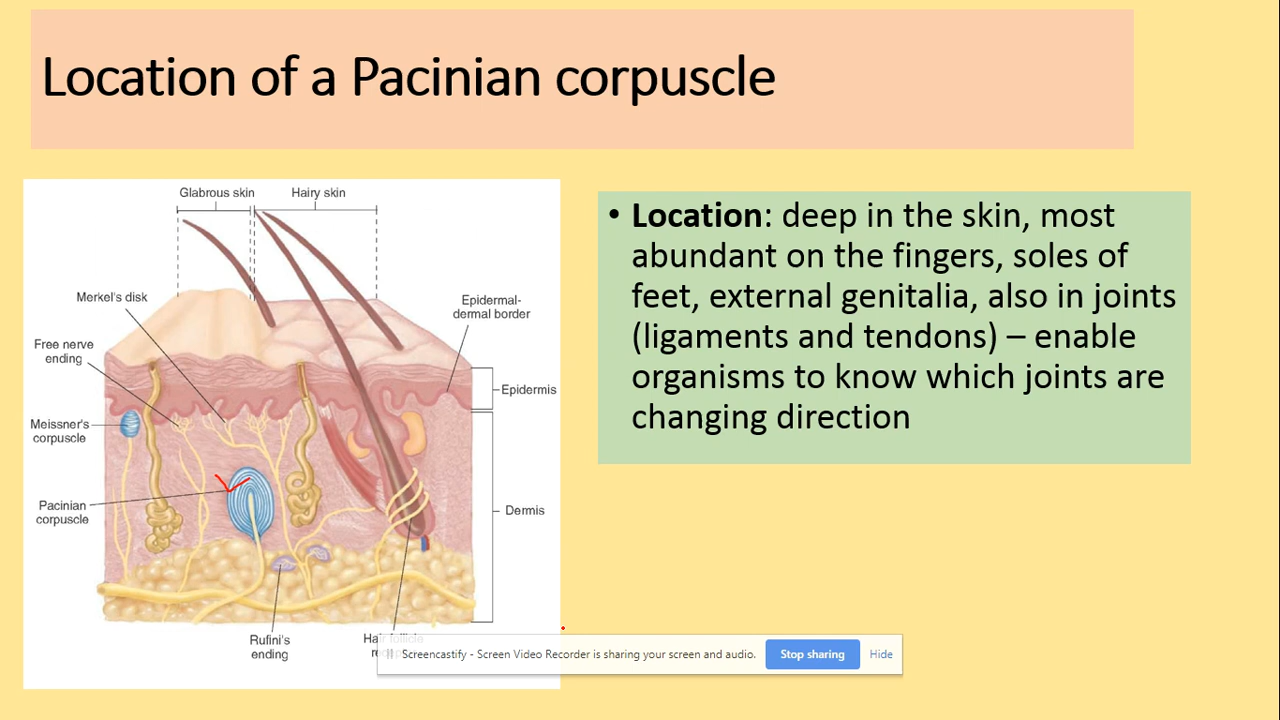 Location of a Pacinian corpuscle
Glabrous skin
Hairy skin
Merkel's disk
Free nerve
ending
Meissner's
corpuscle
Pacinian
corpuscle
Epidermal-
dermal border
Epidermis
Dermis
Rufini's
ending
• Location: deep in the skin, most
abundant on the fingers, soles of
feet, external genitalia, also in joints
(ligaments and tendons) – enable
organisms to know which joints are
changing direction
Hair follicle
Screencastify - Screen Video Recorder is sharing your screen and audio.
Stop sharing
Hide